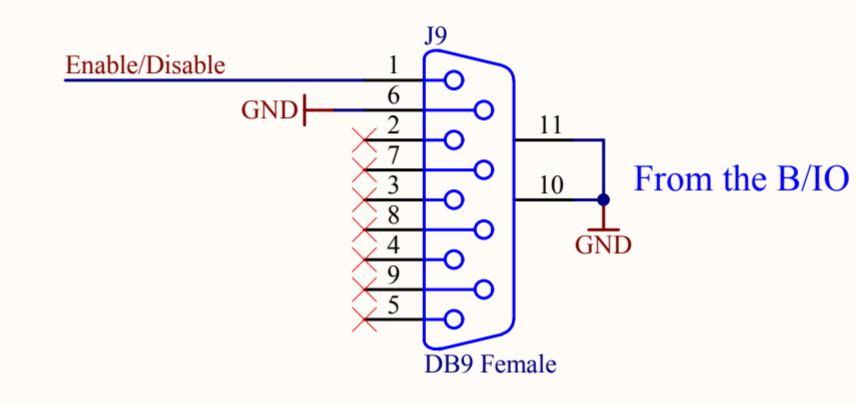 J9
Enable/Disable
1
6
GND
2
11
7
3
10
From the B/IO
8
4
GND
9
5
DB9 Female